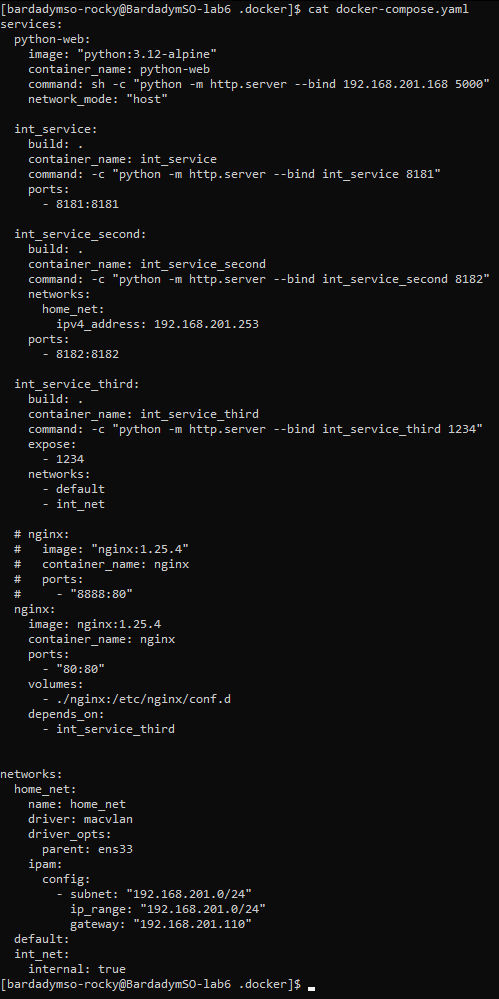 [bardadymso-rocky@BardadymSO-lab6 .docker]$ cat docker-compose.yaml
services:
  python-web:
    image: "python:3.12-alpine"
    container_name: python-web
    command: sh -c "python -m http.server --bind 192.168.201.168 5000"
    network_mode: "host"

  int_service:
    build: .
    container_name: int_service
    command: -c "python -m http.server --bind int_service 8181"
    ports:
      - 8181:8181

  int_service_second:
    build: .
    container_name: int_service_second
    command: -c "python -m http.server --bind int_service_second 8182"
    networks:
      home_net:
        ipv4_address: 192.168.201.253
    ports:
      - 8182:8182

  int_service_third:
    build: .
    container_name: int_service_third
    command: -c "python -m http.server --bind int_service_third 1234"
    expose:
      - 1234
    networks:
      - default
      - int_net

  # nginx:
  #   image: "nginx:1.25.4"
  #   container_name: nginx
  #   ports:
  #     - "8888:80"
  nginx:
    image: nginx:1.25.4
    container_name: nginx
    ports:
      - "80:80"
    volumes:
      - ./nginx:/etc/nginx/conf.d
    depends_on:
      - int_service_third


networks:
  home_net:
    name: home_net
    driver: macvlan
    driver_opts:
      parent: ens33
    ipam:
      config:
        - subnet: "192.168.201.0/24"
          ip_range: "192.168.201.0/24"
          gateway: "192.168.201.110"
  default:
  int_net:
    internal: true
[bardadymso-rocky@BardadymSO-lab6 .docker]$